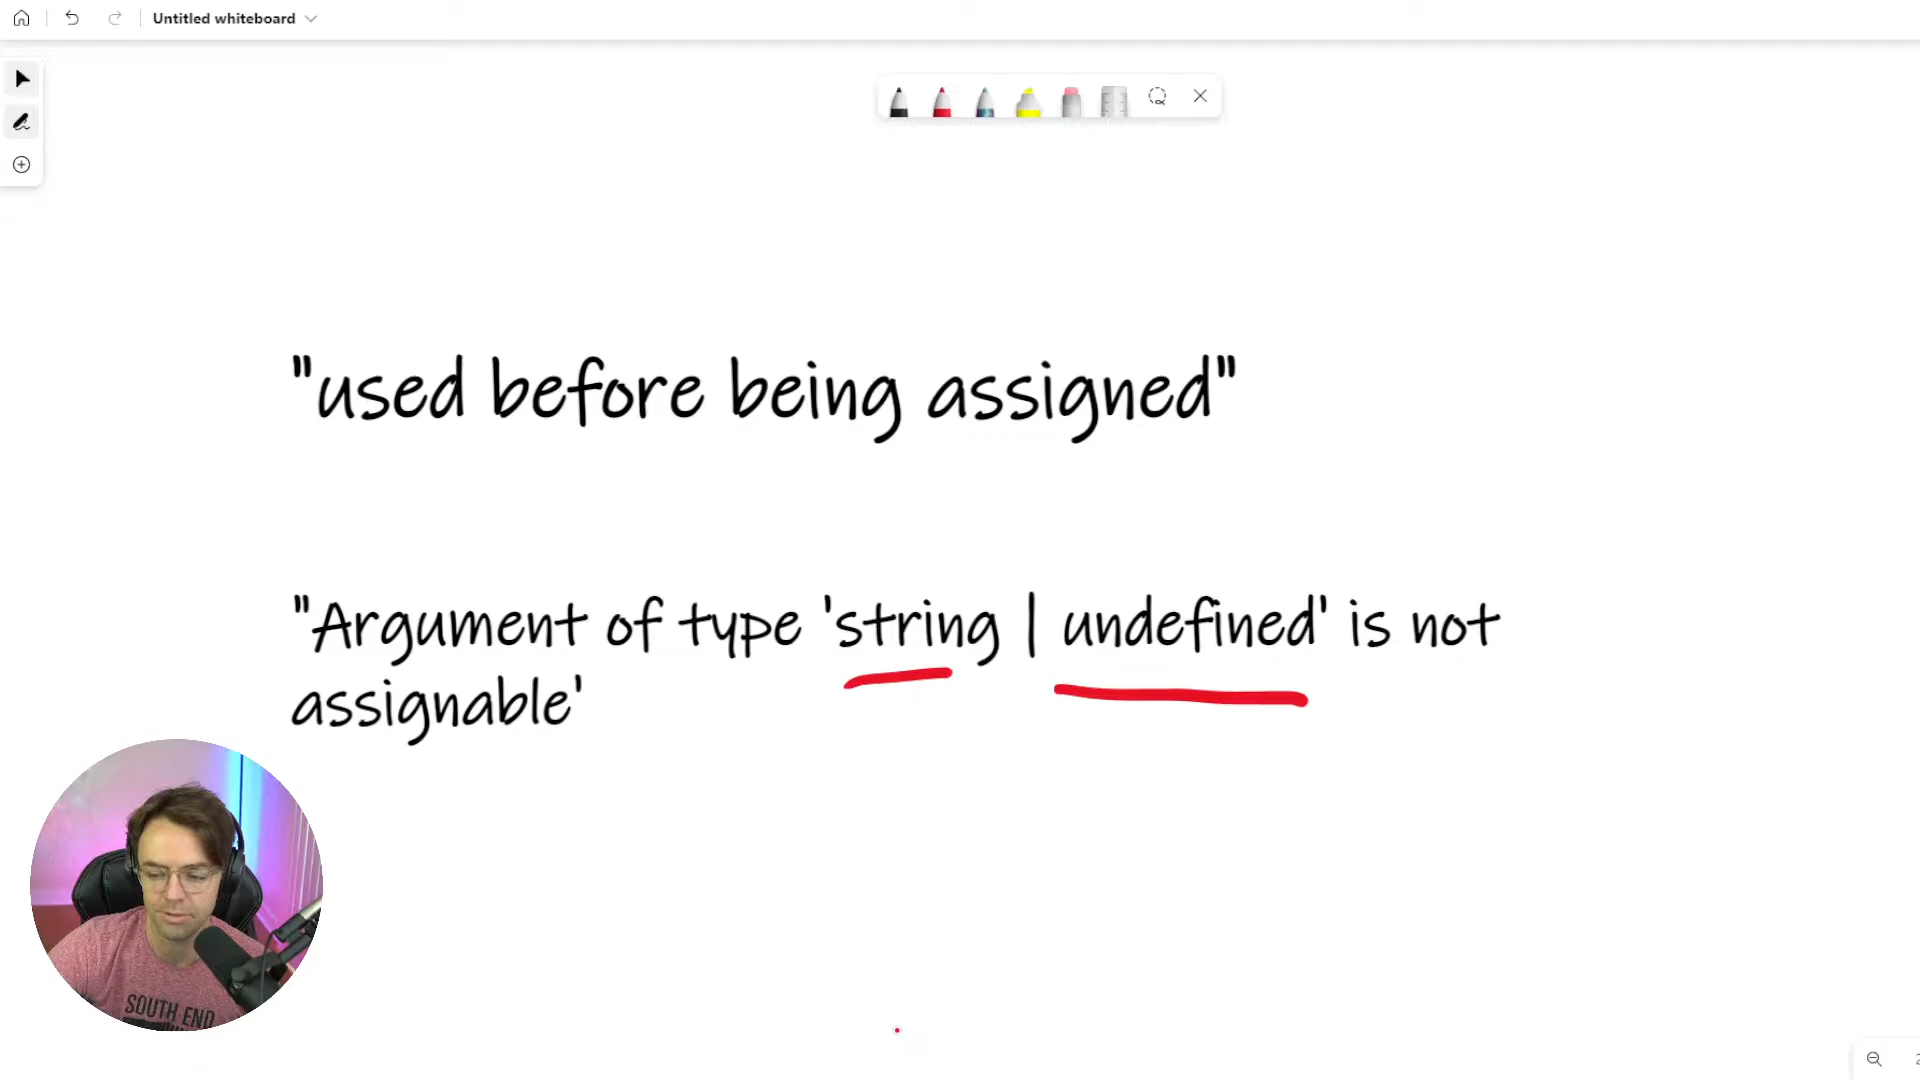 Untitled whiteboard
"used before being assigned"
"Argument of type 'string | undefined' is not
assignable'
SOUTH END